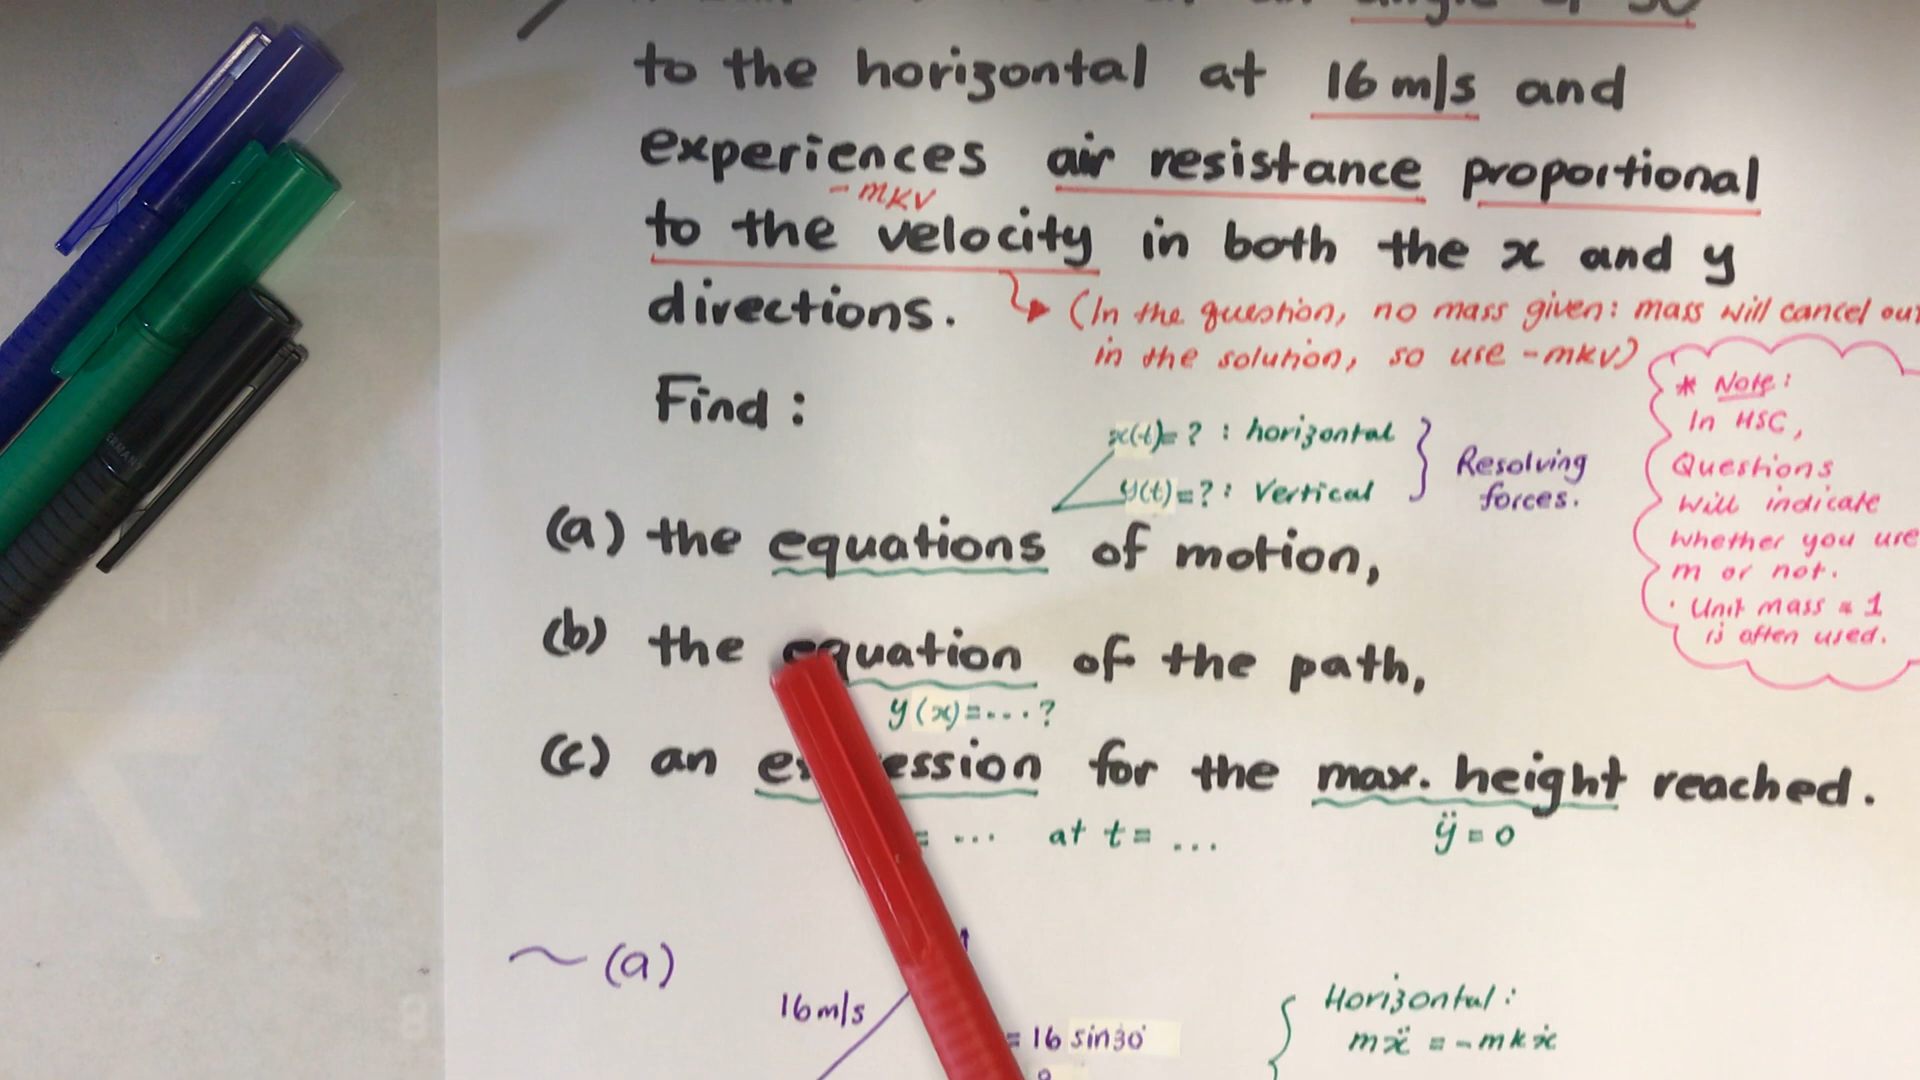 angle of 30
to the horizontal at 16 m/s and
experiences air resistance proportional
- mkv
to the velocity in both the x and y
directions.
(In the question, no mass given: mass will cancel out
in the solution, so use -mkv)
Find:
* Note:
In HSC,
Questions
will indicate
whether you use
m or not.
· Unit mass = 1
is often used.
x(t)=? : horizontal
y(t)=? : Vertical
Resolving
forces.
(a) the equations of motion,
(b) the equation of the path,
y(x)=...?
(c) an expression for the max. height reached.
= ... at t = ...
ÿ = 0
~ (a)
16 m/s
= 16 sin30°
8
Horizontal:
mẍ = -mkẋ